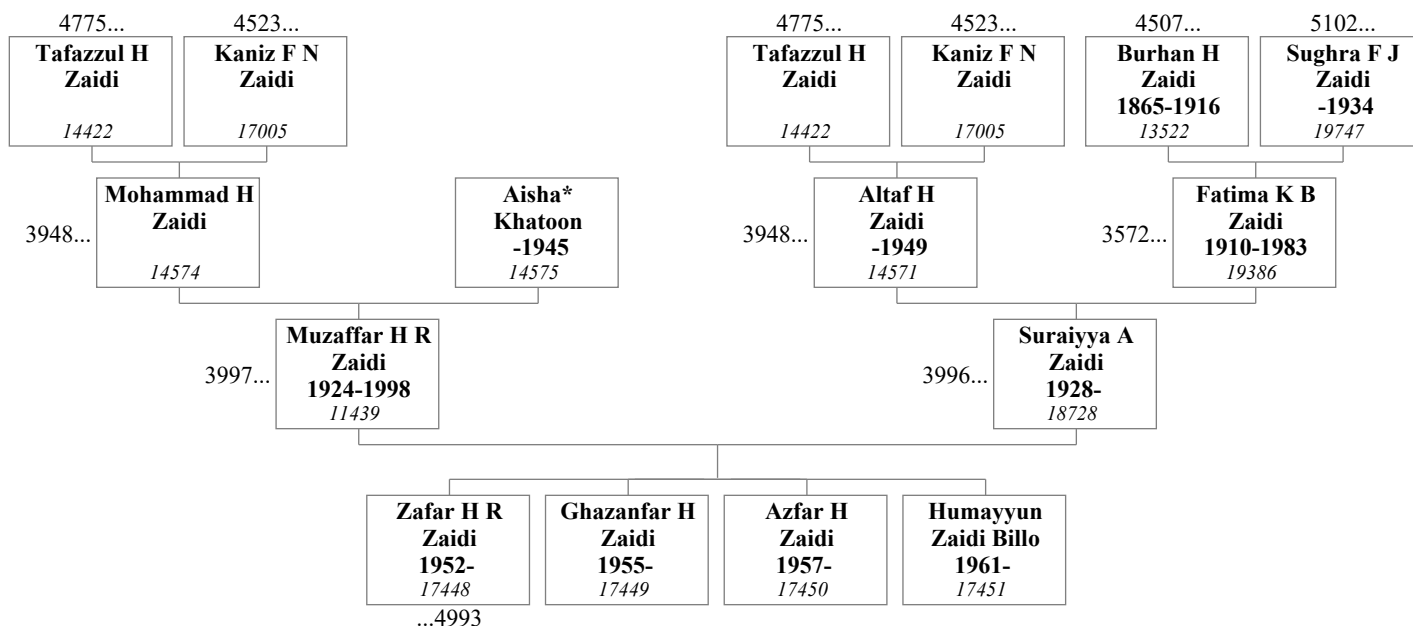 4775...
Tafazzul H
Zaidi
14422
4523...
Kaniz F N
Zaidi
17005
4775...
Tafazzul H
Zaidi
14422
4523...
Kaniz F N
Zaidi
17005
4507...
Burhan H
Zaidi
1865-1916
13522
5102...
Sughra F J
Zaidi
-1934
19747
3948...
Mohammad H
Zaidi
14574
Aisha*
Khatoon
-1945
14575
3948...
Altaf H
Zaidi
-1949
14571
3572...
Fatima K B
Zaidi
1910-1983
19386
3997...
Muzaffar H R
Zaidi
1924-1998
11439
3996...
Suraiyya A
Zaidi
1928-
18728
Zafar H R
Zaidi
1952-
17448
...4993
Ghazanfar H
Zaidi
1955-
17449
Azfar H
Zaidi
1957-
17450
Humayyun
Zaidi Billo
1961-
17451